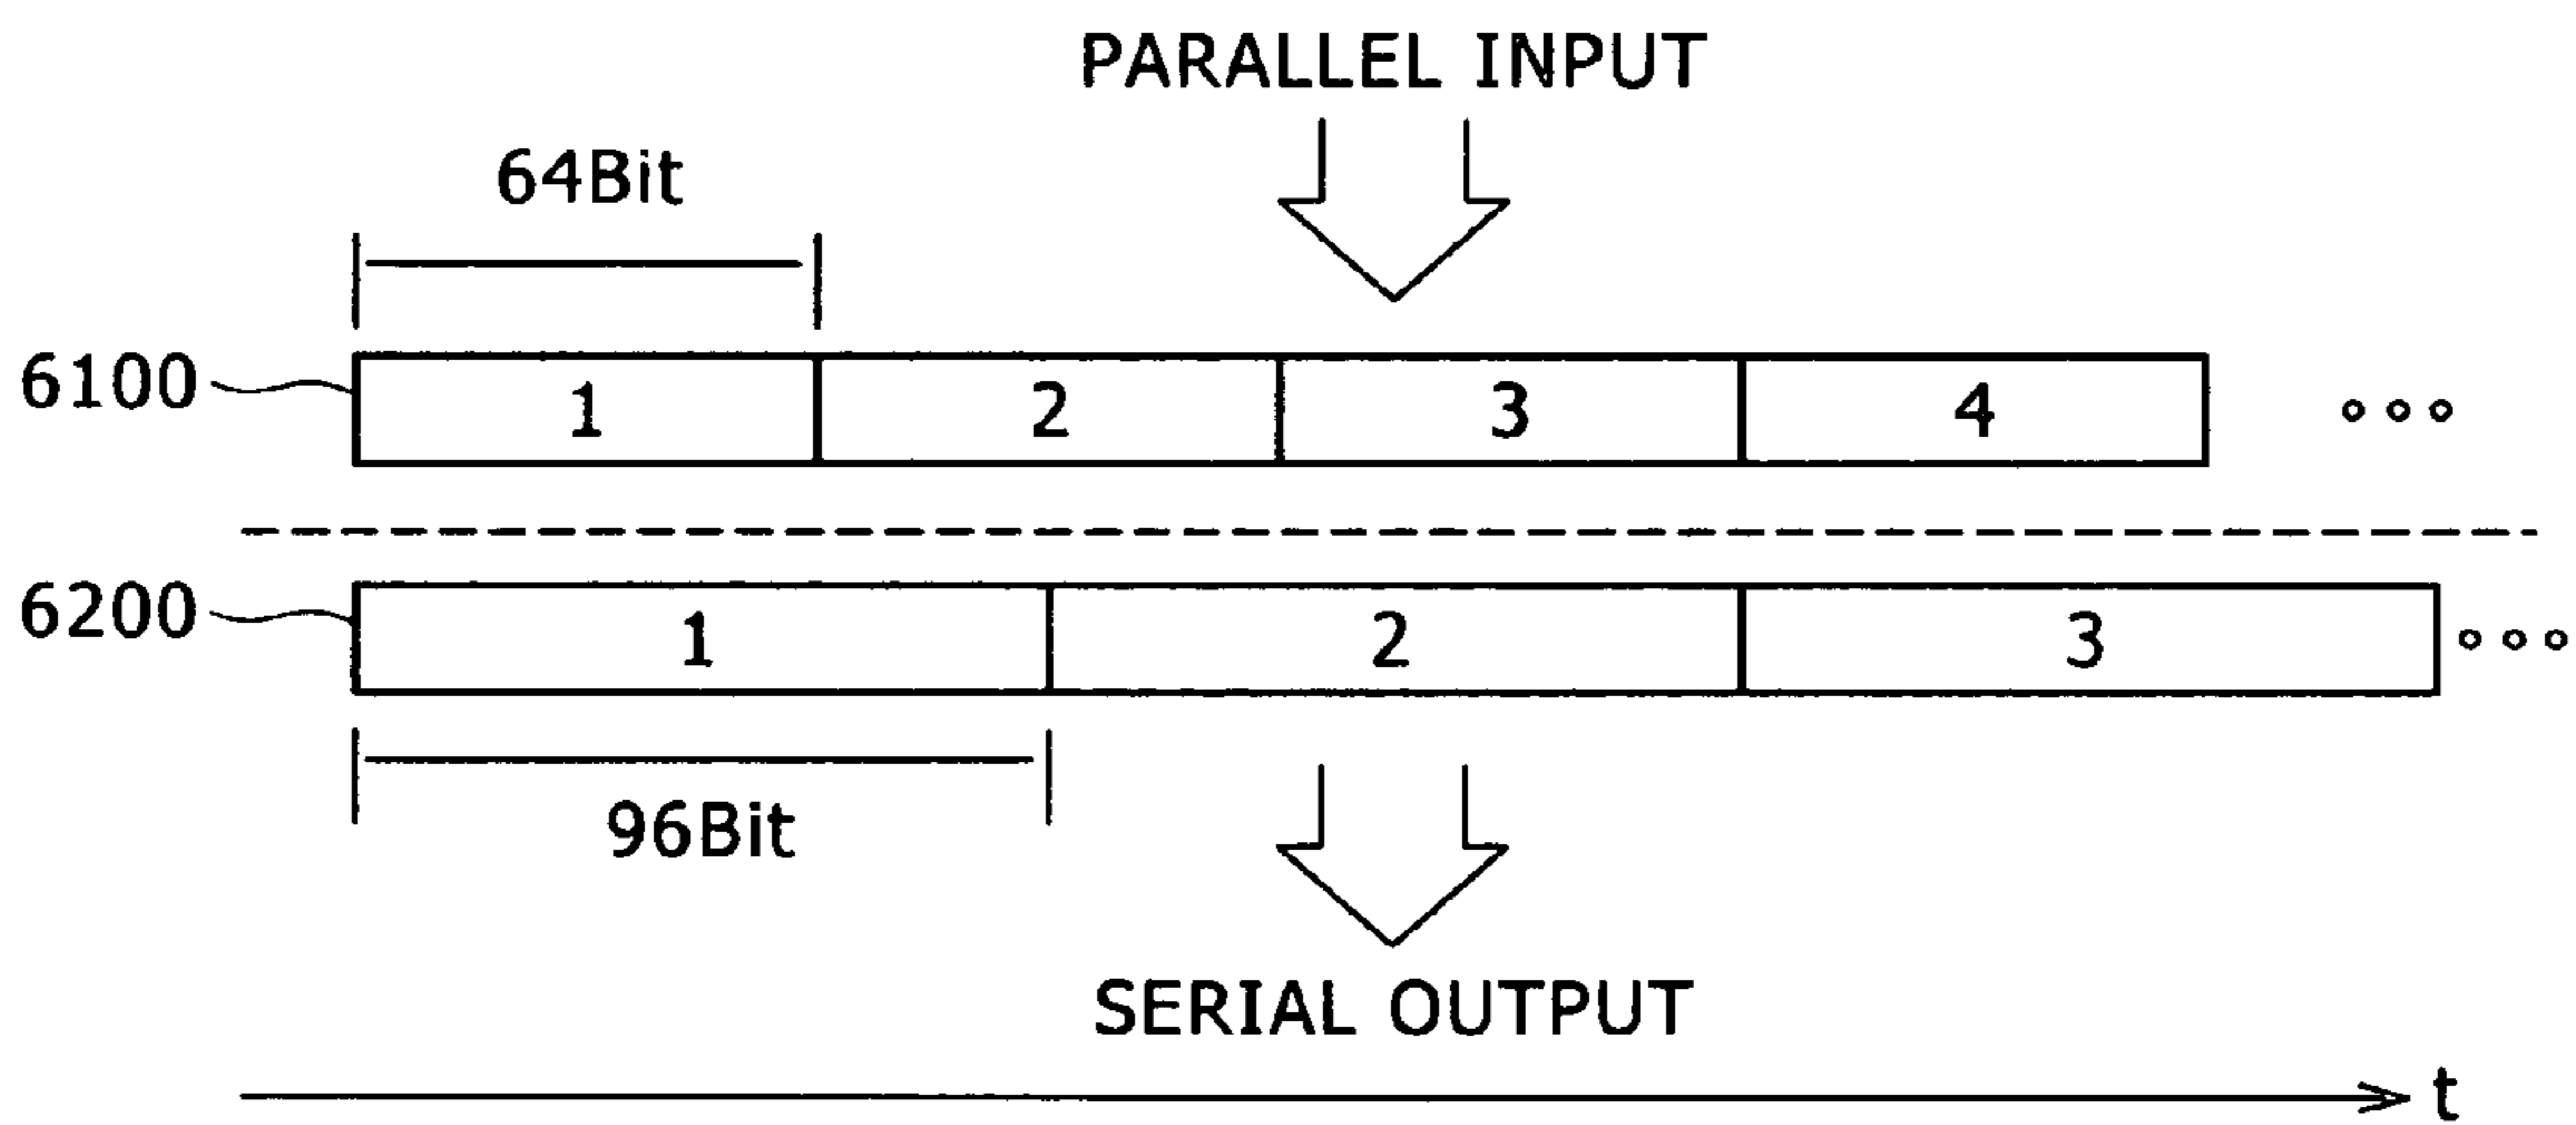 PARALLEL INPUT
64Bit
6100 1 2 3 4
6200 1 2 3
96Bit
SERIAL OUTPUT
t